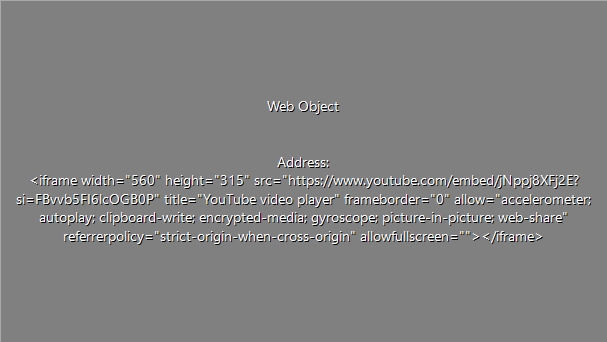 Web Object
Address:
<iframe width="560" height="315" src="https://www.youtube.com/embed/jNppj8XFj2E?
si=FBvvb5FI6lcOGB0P" title="YouTube video player" frameborder="0" allow="accelerometer;
autoplay; clipboard-write; encrypted-media; gyroscope; picture-in-picture; web-share"
referrerpolicy="strict-origin-when-cross-origin" allowfullscreen=""></iframe>